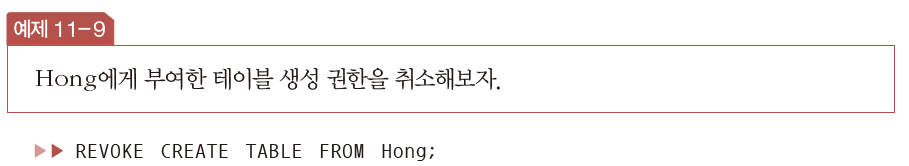 예제 11-9
Hong에게 부여한 테이블 생성 권한을 취소해보자.
▶▶ REVOKE CREATE TABLE FROM Hong;